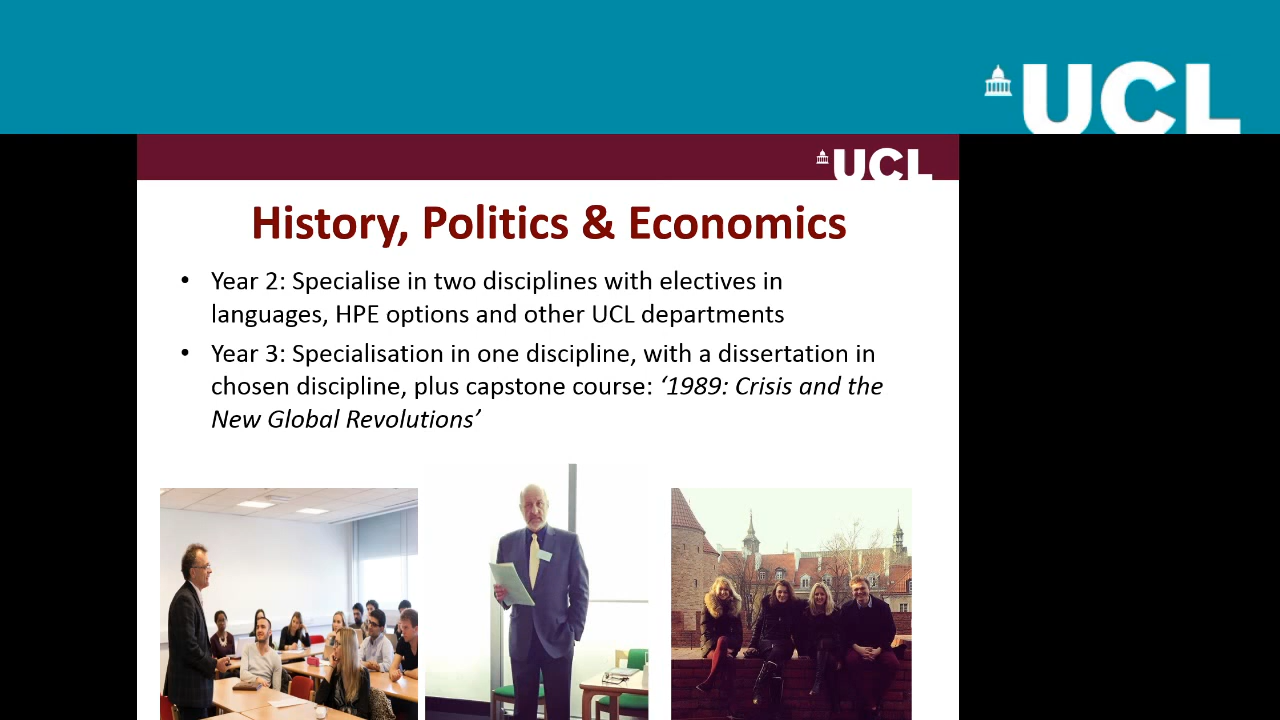 UCL
UCL
History, Politics & Economics
• Year 2: Specialise in two disciplines with electives in
languages, HPE options and other UCL departments
• Year 3: Specialisation in one discipline, with a dissertation in
chosen discipline, plus capstone course: ‘1989: Crisis and the
New Global Revolutions’